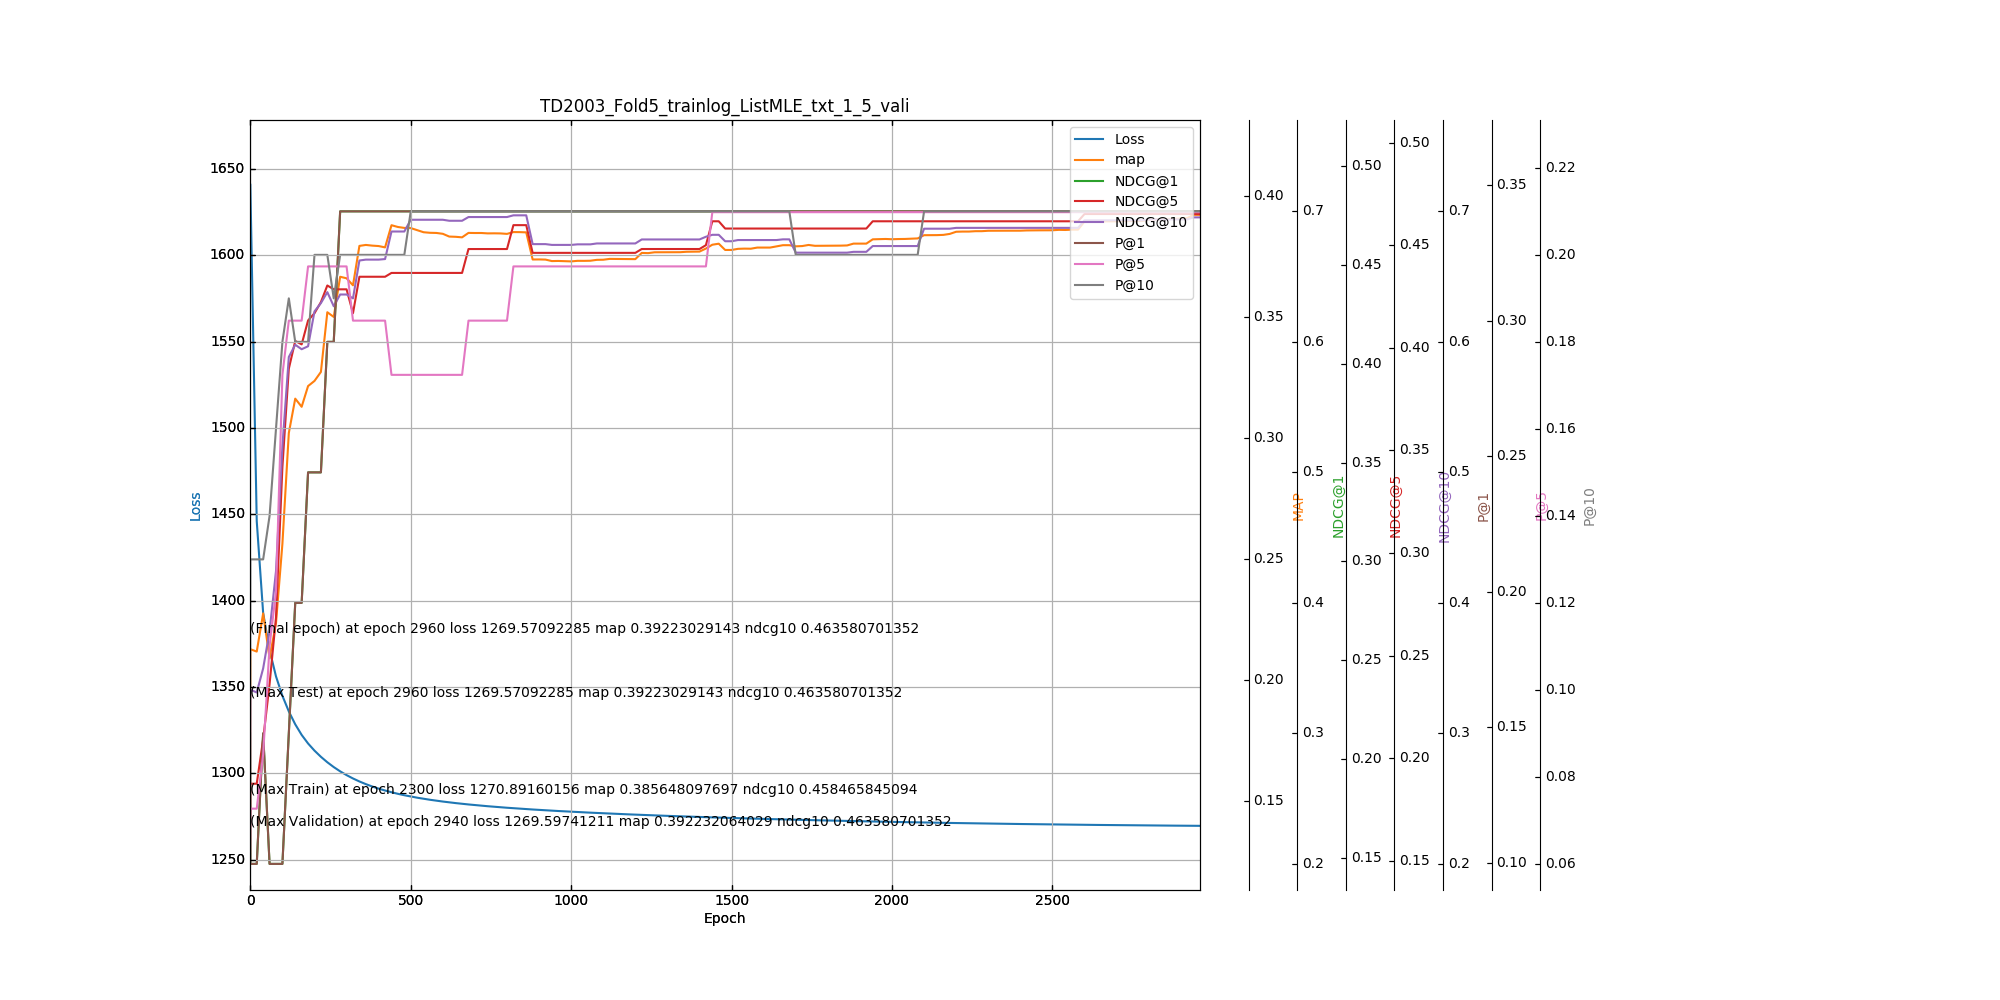 TD2003_Fold5_trainlog_ListMLE_txt_1_5_vali
Loss
map
NDCG@1
NDCG@5
NDCG@10
P@1
P@5
P@10
1650
1600
1550
1500
1450
1400
1350
1300
1250
Loss
(Final epoch) at epoch 2960 loss 1269.57092285 map 0.39223029143 ndcg10 0.463580701352
(Max Test) at epoch 2960 loss 1269.57092285 map 0.39223029143 ndcg10 0.463580701352
(Max Train) at epoch 2300 loss 1270.89160156 map 0.385648097697 ndcg10 0.458465845094
(Max Validation) at epoch 2940 loss 1269.59741211 map 0.392232064029 ndcg10 0.463580701352
0 500 1000 1500 2000 2500
Epoch
0.40
0.35
0.30
0.25
0.20
0.15
MAP
0.7
0.6
0.5
0.4
0.3
0.2
NDCG@1
0.50
0.45
0.40
0.35
0.30
0.25
0.20
0.15
NDCG@5
0.50
0.45
0.40
0.35
0.30
0.25
0.20
0.15
NDCG@10
0.7
0.6
0.5
0.4
0.3
0.2
P@1
0.35
0.30
0.25
0.20
0.15
0.10
P@5
0.22
0.20
0.18
0.16
0.14
0.12
0.10
0.08
0.06
P@10